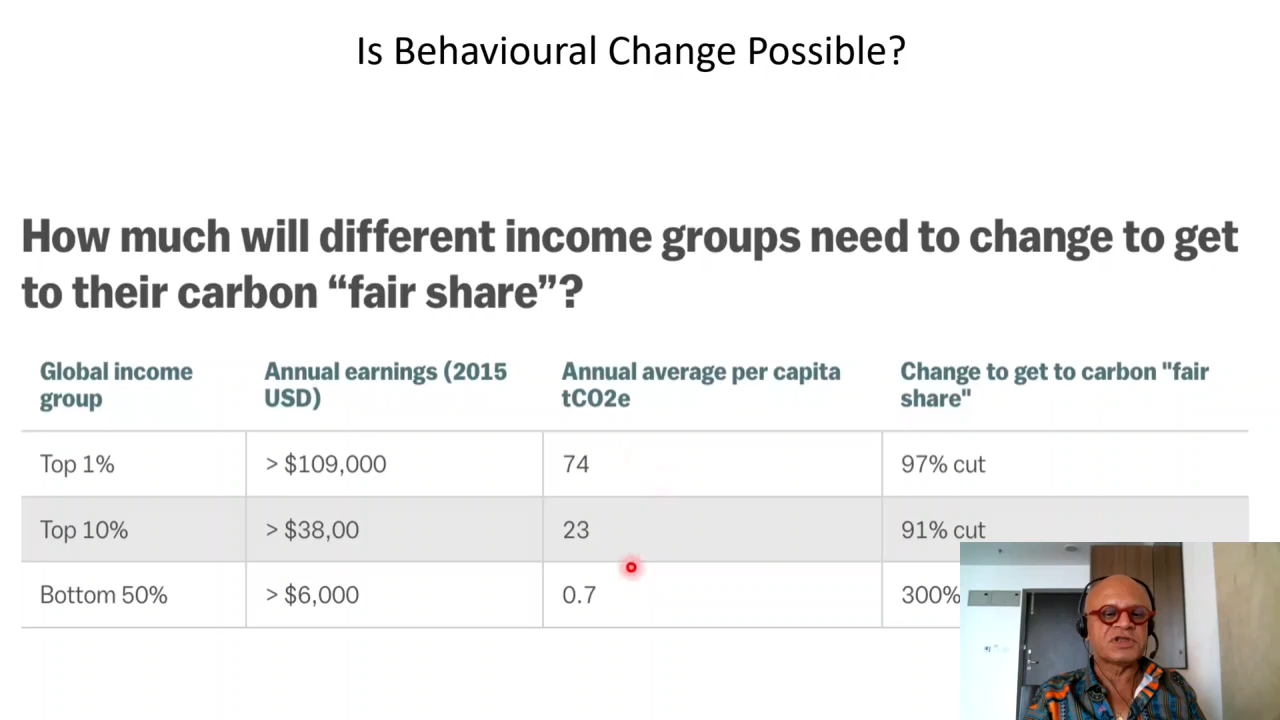 Is Behavioural Change Possible?
How much will different income groups need to change to get
to their carbon “fair share”?
Global income
group
Annual earnings (2015
USD)
Annual average per capita
tCO2e
Change to get to carbon "fair
share"
Top 1%
> $109,000
74
97% cut
Top 10%
> $38,00
23
91% cut
Bottom 50%
> $6,000
0.7
300%